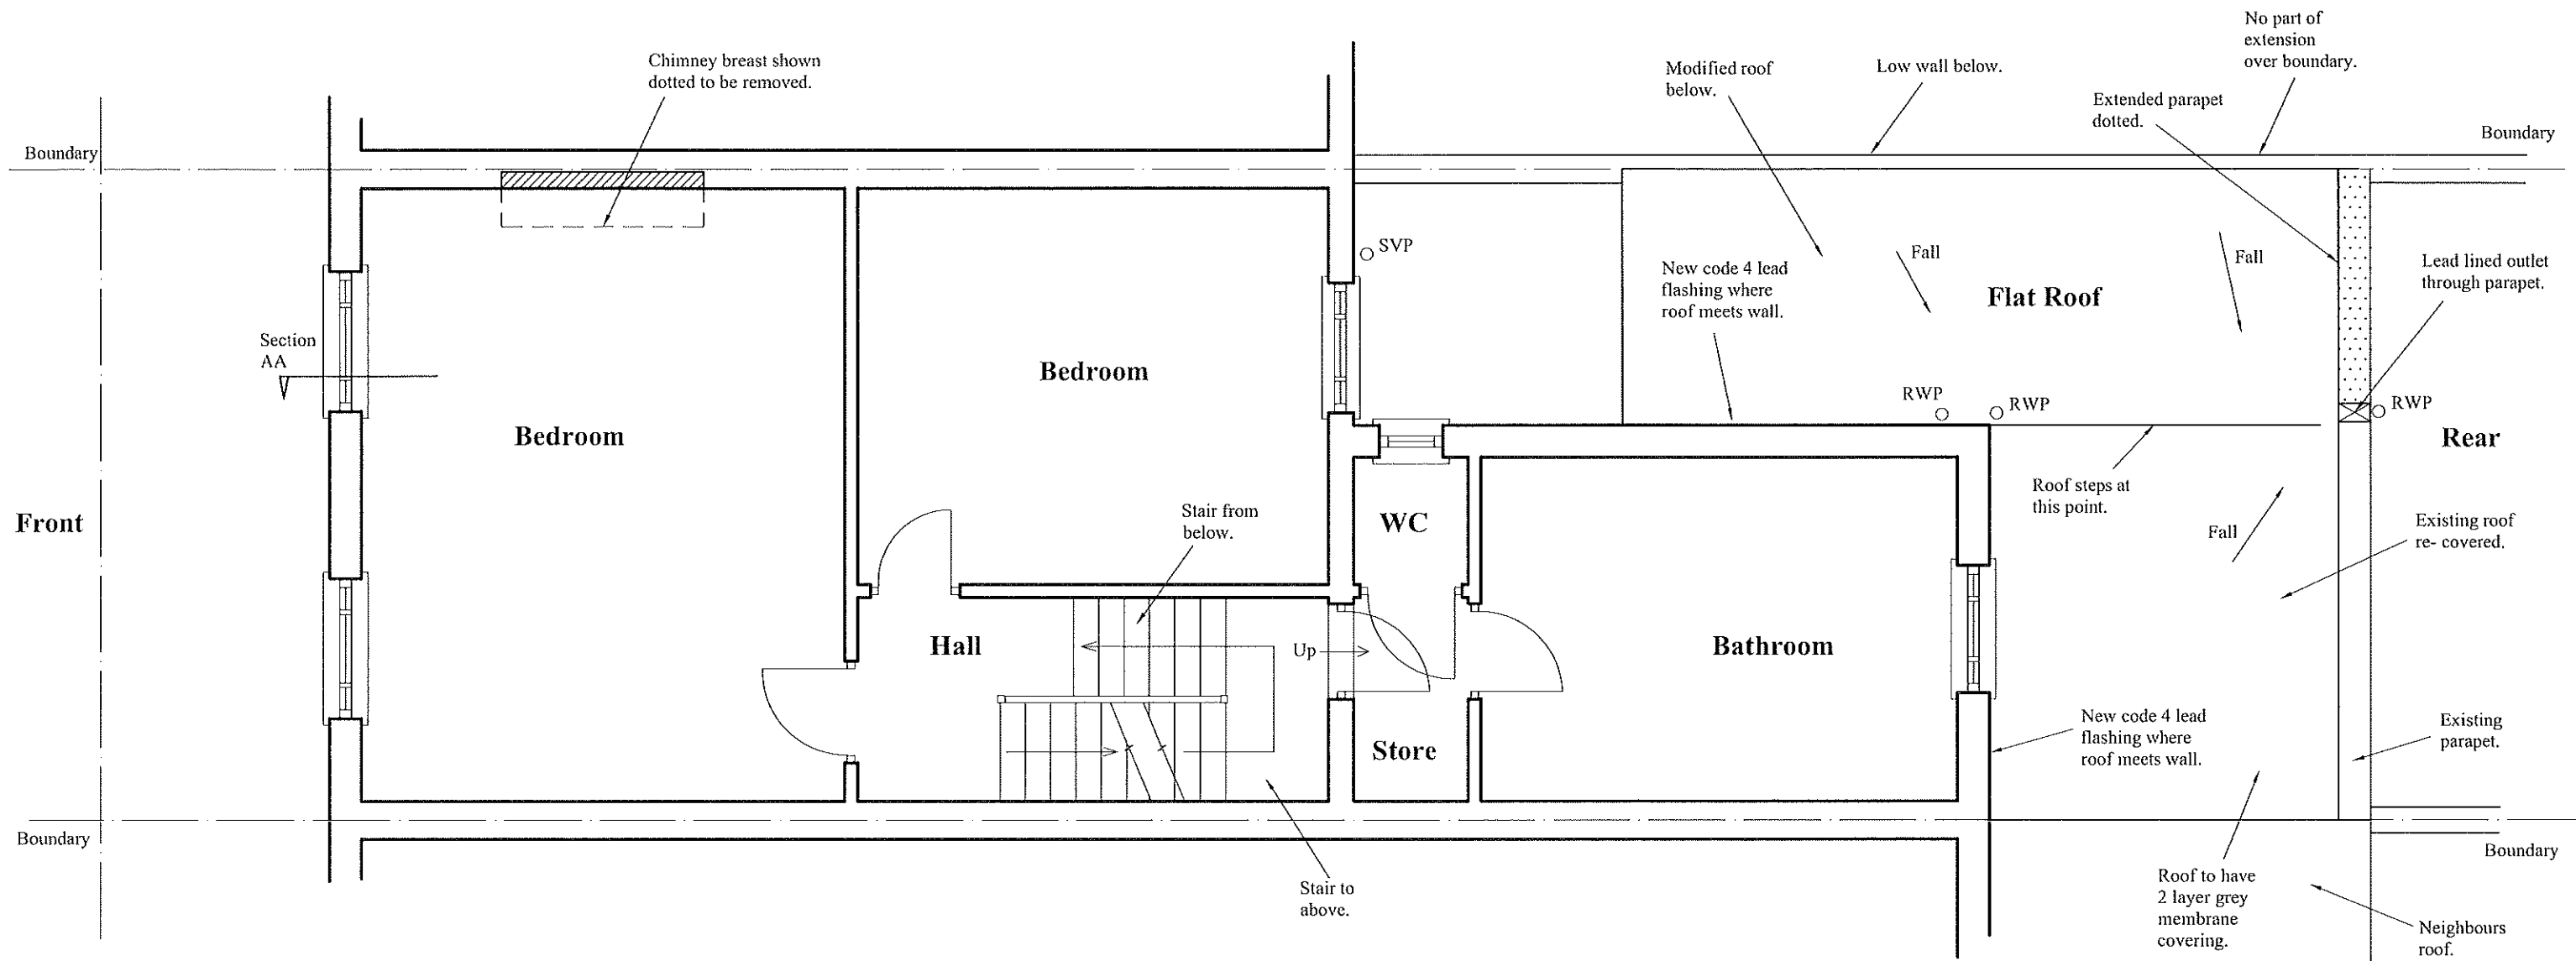 No part of
extension
over boundary.
Chimney breast shown
dotted to be removed.
Modified roof
below.
Low wall below.
Extended parapet
dotted.
Boundary
Boundary
SVP
Fall
Fall
New code 4 lead
flashing where
roof meets wall.
Lead lined outlet
through parapet.
Flat Roof
Section
AA
Bedroom
Bedroom
RWP
RWP
RWP
Rear
Roof steps at
this point.
Front
Stair from
below.
WC
Fall
Existing roof
re- covered.
Hall
Up
Bathroom
Store
New code 4 lead
flashing where
roof meets wall.
Existing
parapet.
Boundary
Boundary
Stair to
above.
Roof to have
2 layer grey
membrane
covering.
Neighbours
roof.